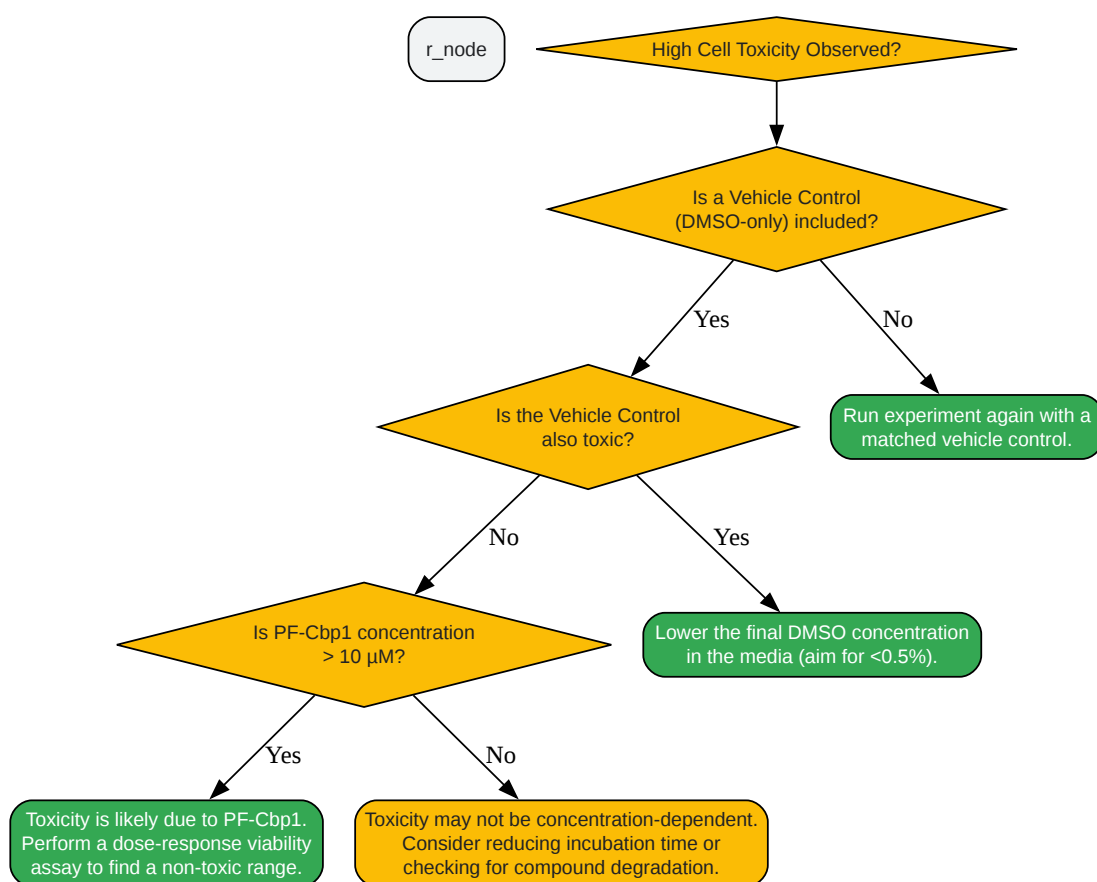 r_node
High Cell Toxicity Observed?
Is a Vehicle Control
(DMSO-only) included?
Yes
No
Is the Vehicle Control
also toxic?
Run experiment again with a
matched vehicle control.
No
Yes
Is PF-Cbp1 concentration
> 10 µM?
Lower the final DMSO concentration
in the media (aim for <0.5%).
Yes
No
Toxicity is likely due to PF-Cbp1.
Perform a dose-response viability
assay to find a non-toxic range.
Toxicity may not be concentration-dependent.
Consider reducing incubation time or
checking for compound degradation.